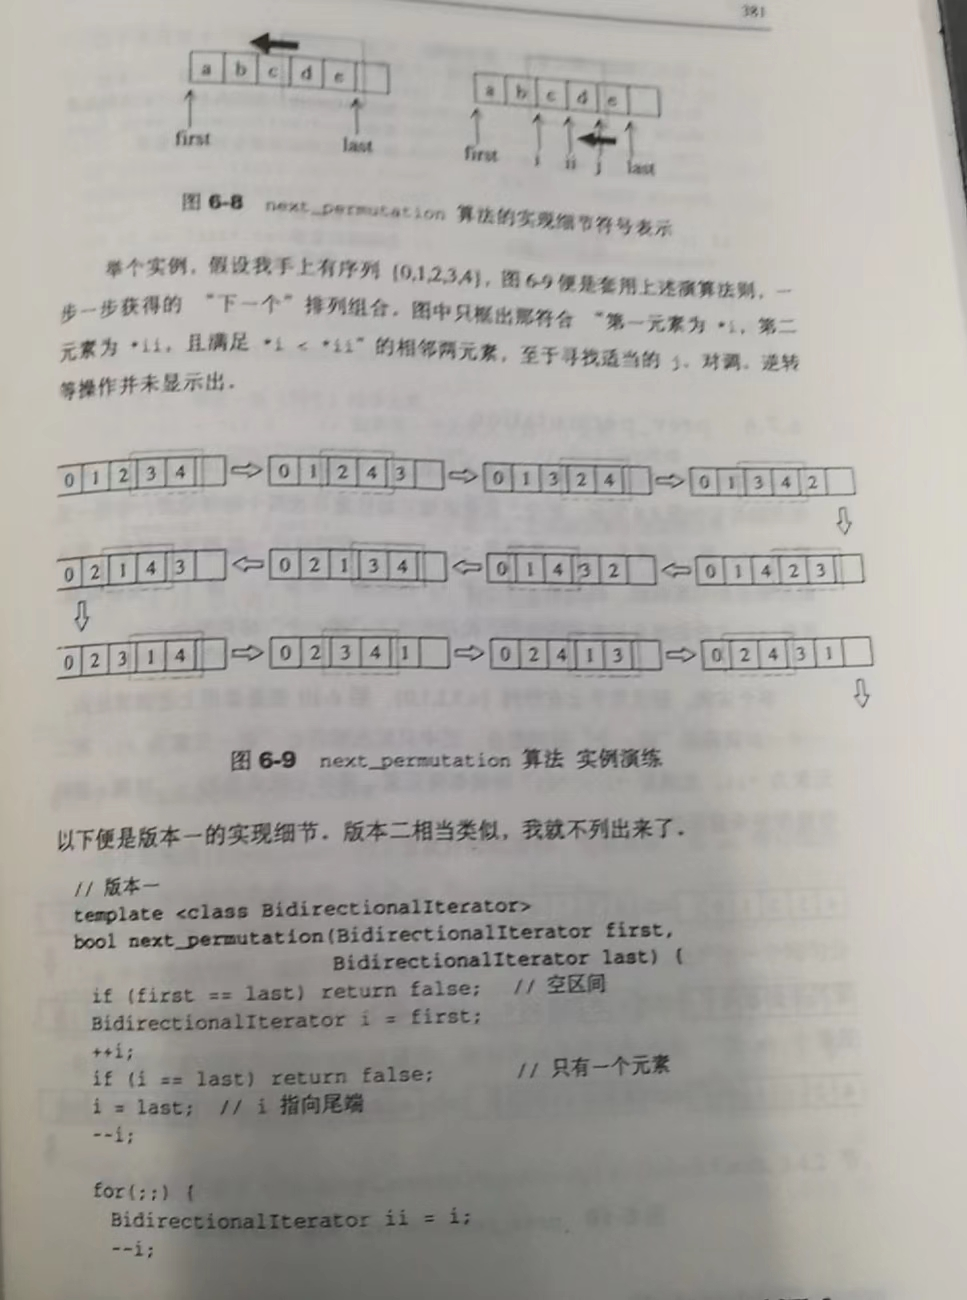 381
a b c d e
first last
a b c d e
first i ii j last
图 6-8 next_permutation 算法的实现细节符号表示
举个实例，假设我手上有序列 {0,1,2,3,4}，图 6-9 便是套用上述演算法则，一
步一步获得的 “下一个” 排列组合。图中只框出那符合 “第一元素为 *i，第二
元素为 *ii，且满足 *i < *ii” 的相邻两元素，至于寻找适当的 j、对调、逆转
等操作并未显示出。
0 1 2 3 4 ⇨ 0 1 2 4 3 ⇨ 0 1 3 2 4 ⇨ 0 1 3 4 2
0 2 1 4 3 ⇦ 0 2 1 3 4 ⇦ 0 1 4 3 2 ⇦ 0 1 4 2 3
0 2 3 1 4 ⇨ 0 2 3 4 1 ⇨ 0 2 4 1 3 ⇨ 0 2 4 3 1
图 6-9 next_permutation 算法 实例演练
以下便是版本一的实现细节。版本二相当类似，我就不列出来了。
// 版本一
template <class BidirectionalIterator>
bool next_permutation(BidirectionalIterator first,
BidirectionalIterator last) {
if (first == last) return false; // 空区间
BidirectionalIterator i = first;
++i;
if (i == last) return false; // 只有一个元素
i = last; // i 指向尾端
--i;
for(;;) {
BidirectionalIterator ii = i;
--i;